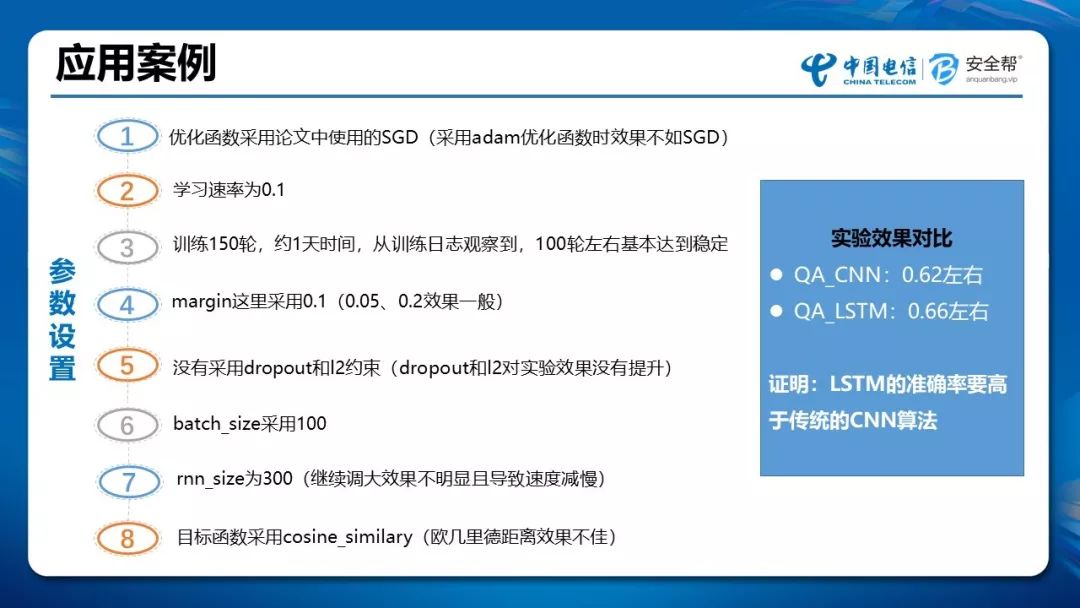 应用案例
中国电信
CHINA TELECOM
安全帮®
anquanbang.vip
参数设置
1 优化函数采用论文中使用的SGD（采用adam优化函数时效果不如SGD）
2 学习速率为0.1
3 训练150轮，约1天时间，从训练日志观察到，100轮左右基本达到稳定
4 margin这里采用0.1（0.05、0.2效果一般）
5 没有采用dropout和l2约束（dropout和l2对实验效果没有提升）
6 batch_size采用100
7 rnn_size为300（继续调大效果不明显且导致速度减慢）
8 目标函数采用cosine_similary（欧几里德距离效果不佳）
实验效果对比
● QA_CNN：0.62左右
● QA_LSTM：0.66左右
证明：LSTM的准确率要高
于传统的CNN算法